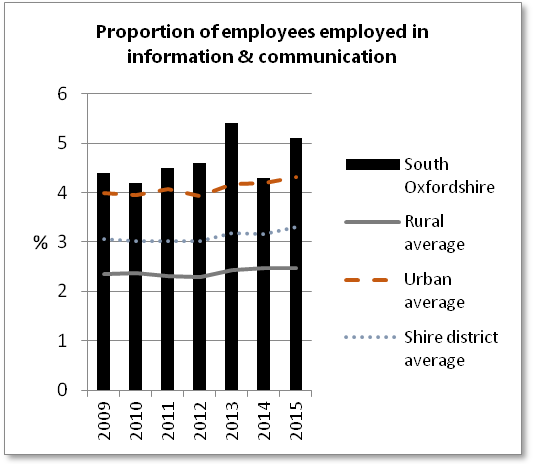 Proportion of employees employed in
information & communication
6
5
4
3
2
1
0
%
2009
2010
2011
2012
2013
2014
2015
South
Oxfordshire
Rural
average
Urban
average
Shire district
average